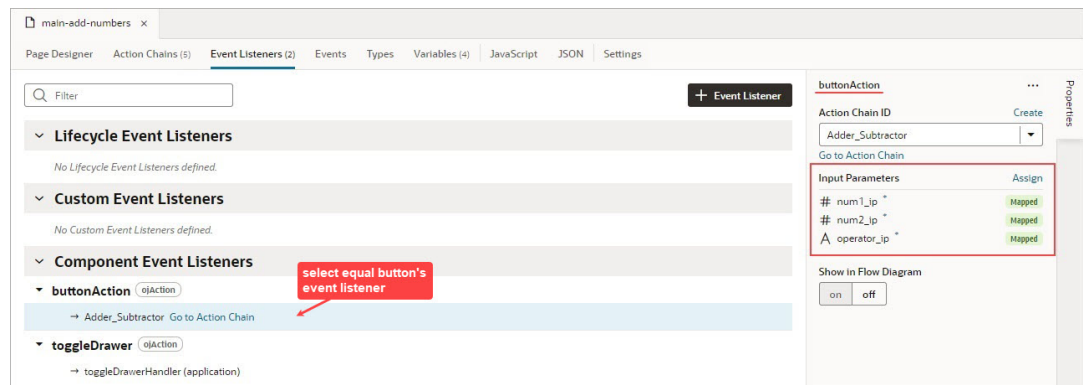 main-add-numbers ×
Page Designer Action Chains (5) Event Listeners (2) Events Types Variables (4) JavaScript JSON Settings
Filter
+ Event Listener
Lifecycle Event Listeners
No Lifecycle Event Listeners defined.
Custom Event Listeners
No Custom Event Listeners defined.
Component Event Listeners
select equal button's
event listener
buttonAction ojAction
→ Adder_Subtractor Go to Action Chain
toggleDrawer ojAction
→ toggleDrawerHandler (application)
buttonAction ...
Action Chain ID Create
Adder_Subtractor
Go to Action Chain
Input Parameters Assign
# num1_ip * Mapped
# num2_ip * Mapped
A operator_ip * Mapped
Show in Flow Diagram
on off
Properties